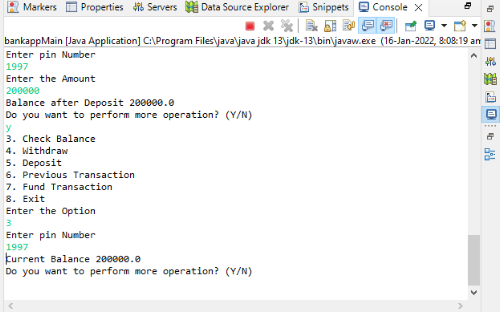 Markers Properties Servers Data Source Explorer Snippets Console
bankappMain [Java Application] C:\Program Files\java\java jdk 13\jdk-13\bin\javaw.exe (16-Jan-2022, 8:08:19 am
Enter pin Number
1997
Enter the Amount
200000
Balance after Deposit 200000.0
Do you want to perform more operation? (Y/N)
y
3. Check Balance
4. Withdraw
5. Deposit
6. Previous Transaction
7. Fund Transaction
8. Exit
Enter the Option
3
Enter pin Number
1997
Current Balance 200000.0
Do you want to perform more operation? (Y/N)